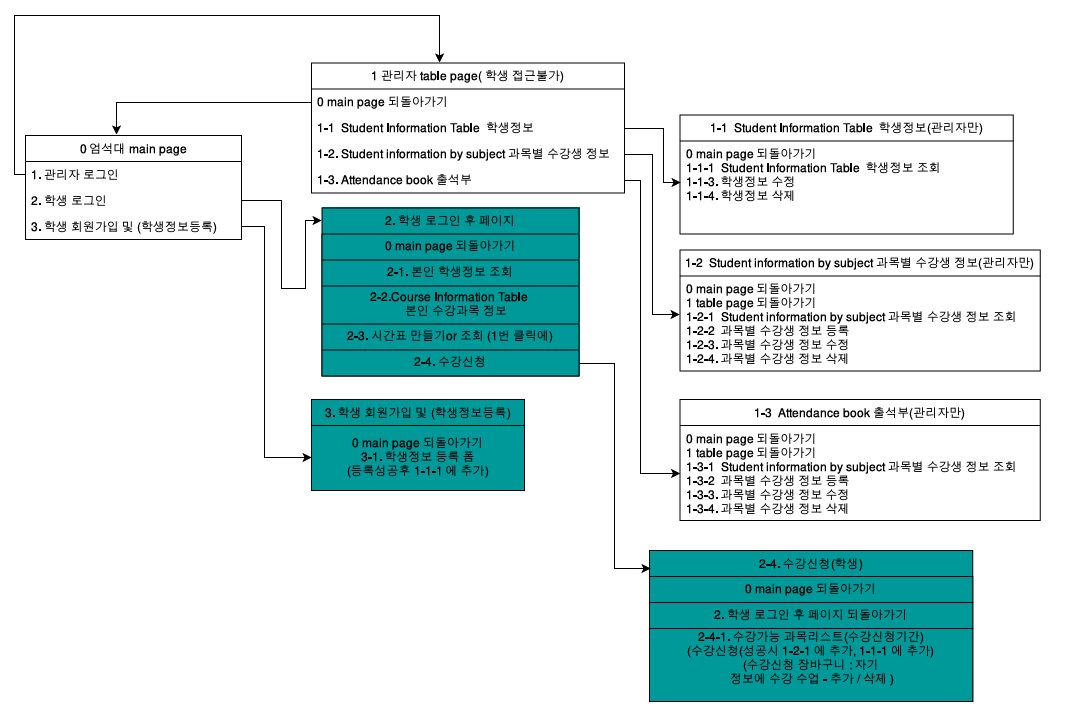 1 관리자 table page( 학생 접근불가)
0 main page 되돌아가기
1-1 Student Information Table 학생정보
1-2. Student information by subject 과목별 수강생 정보
1-3. Attendance book 출석부
0 엄석대 main page
1. 관리자 로그인
2. 학생 로그인
3. 학생 회원가입 및 (학생정보등록)
1-1 Student Information Table 학생정보(관리자만)
0 main page 되돌아가기
1-1-1 Student Information Table 학생정보 조회
1-1-3. 학생정보 수정
1-1-4. 학생정보 삭제
2. 학생 로그인 후 페이지
0 main page 되돌아가기
2-1. 본인 학생정보 조회
2-2.Course Information Table
본인 수강과목 정보
2-3. 시간표 만들기or 조회 (1번 클릭에)
2-4. 수강신청
1-2 Student information by subject 과목별 수강생 정보(관리자만)
0 main page 되돌아가기
1 table page 되돌아가기
1-2-1 Student information by subject 과목별 수강생 정보 조회
1-2-2 과목별 수강생 정보 등록
1-2-3. 과목별 수강생 정보 수정
1-2-4. 과목별 수강생 정보 삭제
3. 학생 회원가입 및 (학생정보등록)
0 main page 되돌아가기
3-1. 학생정보 등록 폼
(등록성공후 1-1-1 에 추가)
1-3 Attendance book 출석부(관리자만)
0 main page 되돌아가기
1 table page 되돌아가기
1-3-1 Student information by subject 과목별 수강생 정보 조회
1-3-2 과목별 수강생 정보 등록
1-3-3. 과목별 수강생 정보 수정
1-3-4. 과목별 수강생 정보 삭제
2-4. 수강신청(학생)
0 main page 되돌아가기
2. 학생 로그인 후 페이지 되돌아가기
2-4-1. 수강가능 과목리스트(수강신청기간)
(수강신청(성공시 1-2-1 에 추가, 1-1-1 에 추가)
(수강신청 장바구니 : 자기
정보에 수강 수업 - 추가 / 삭제 )